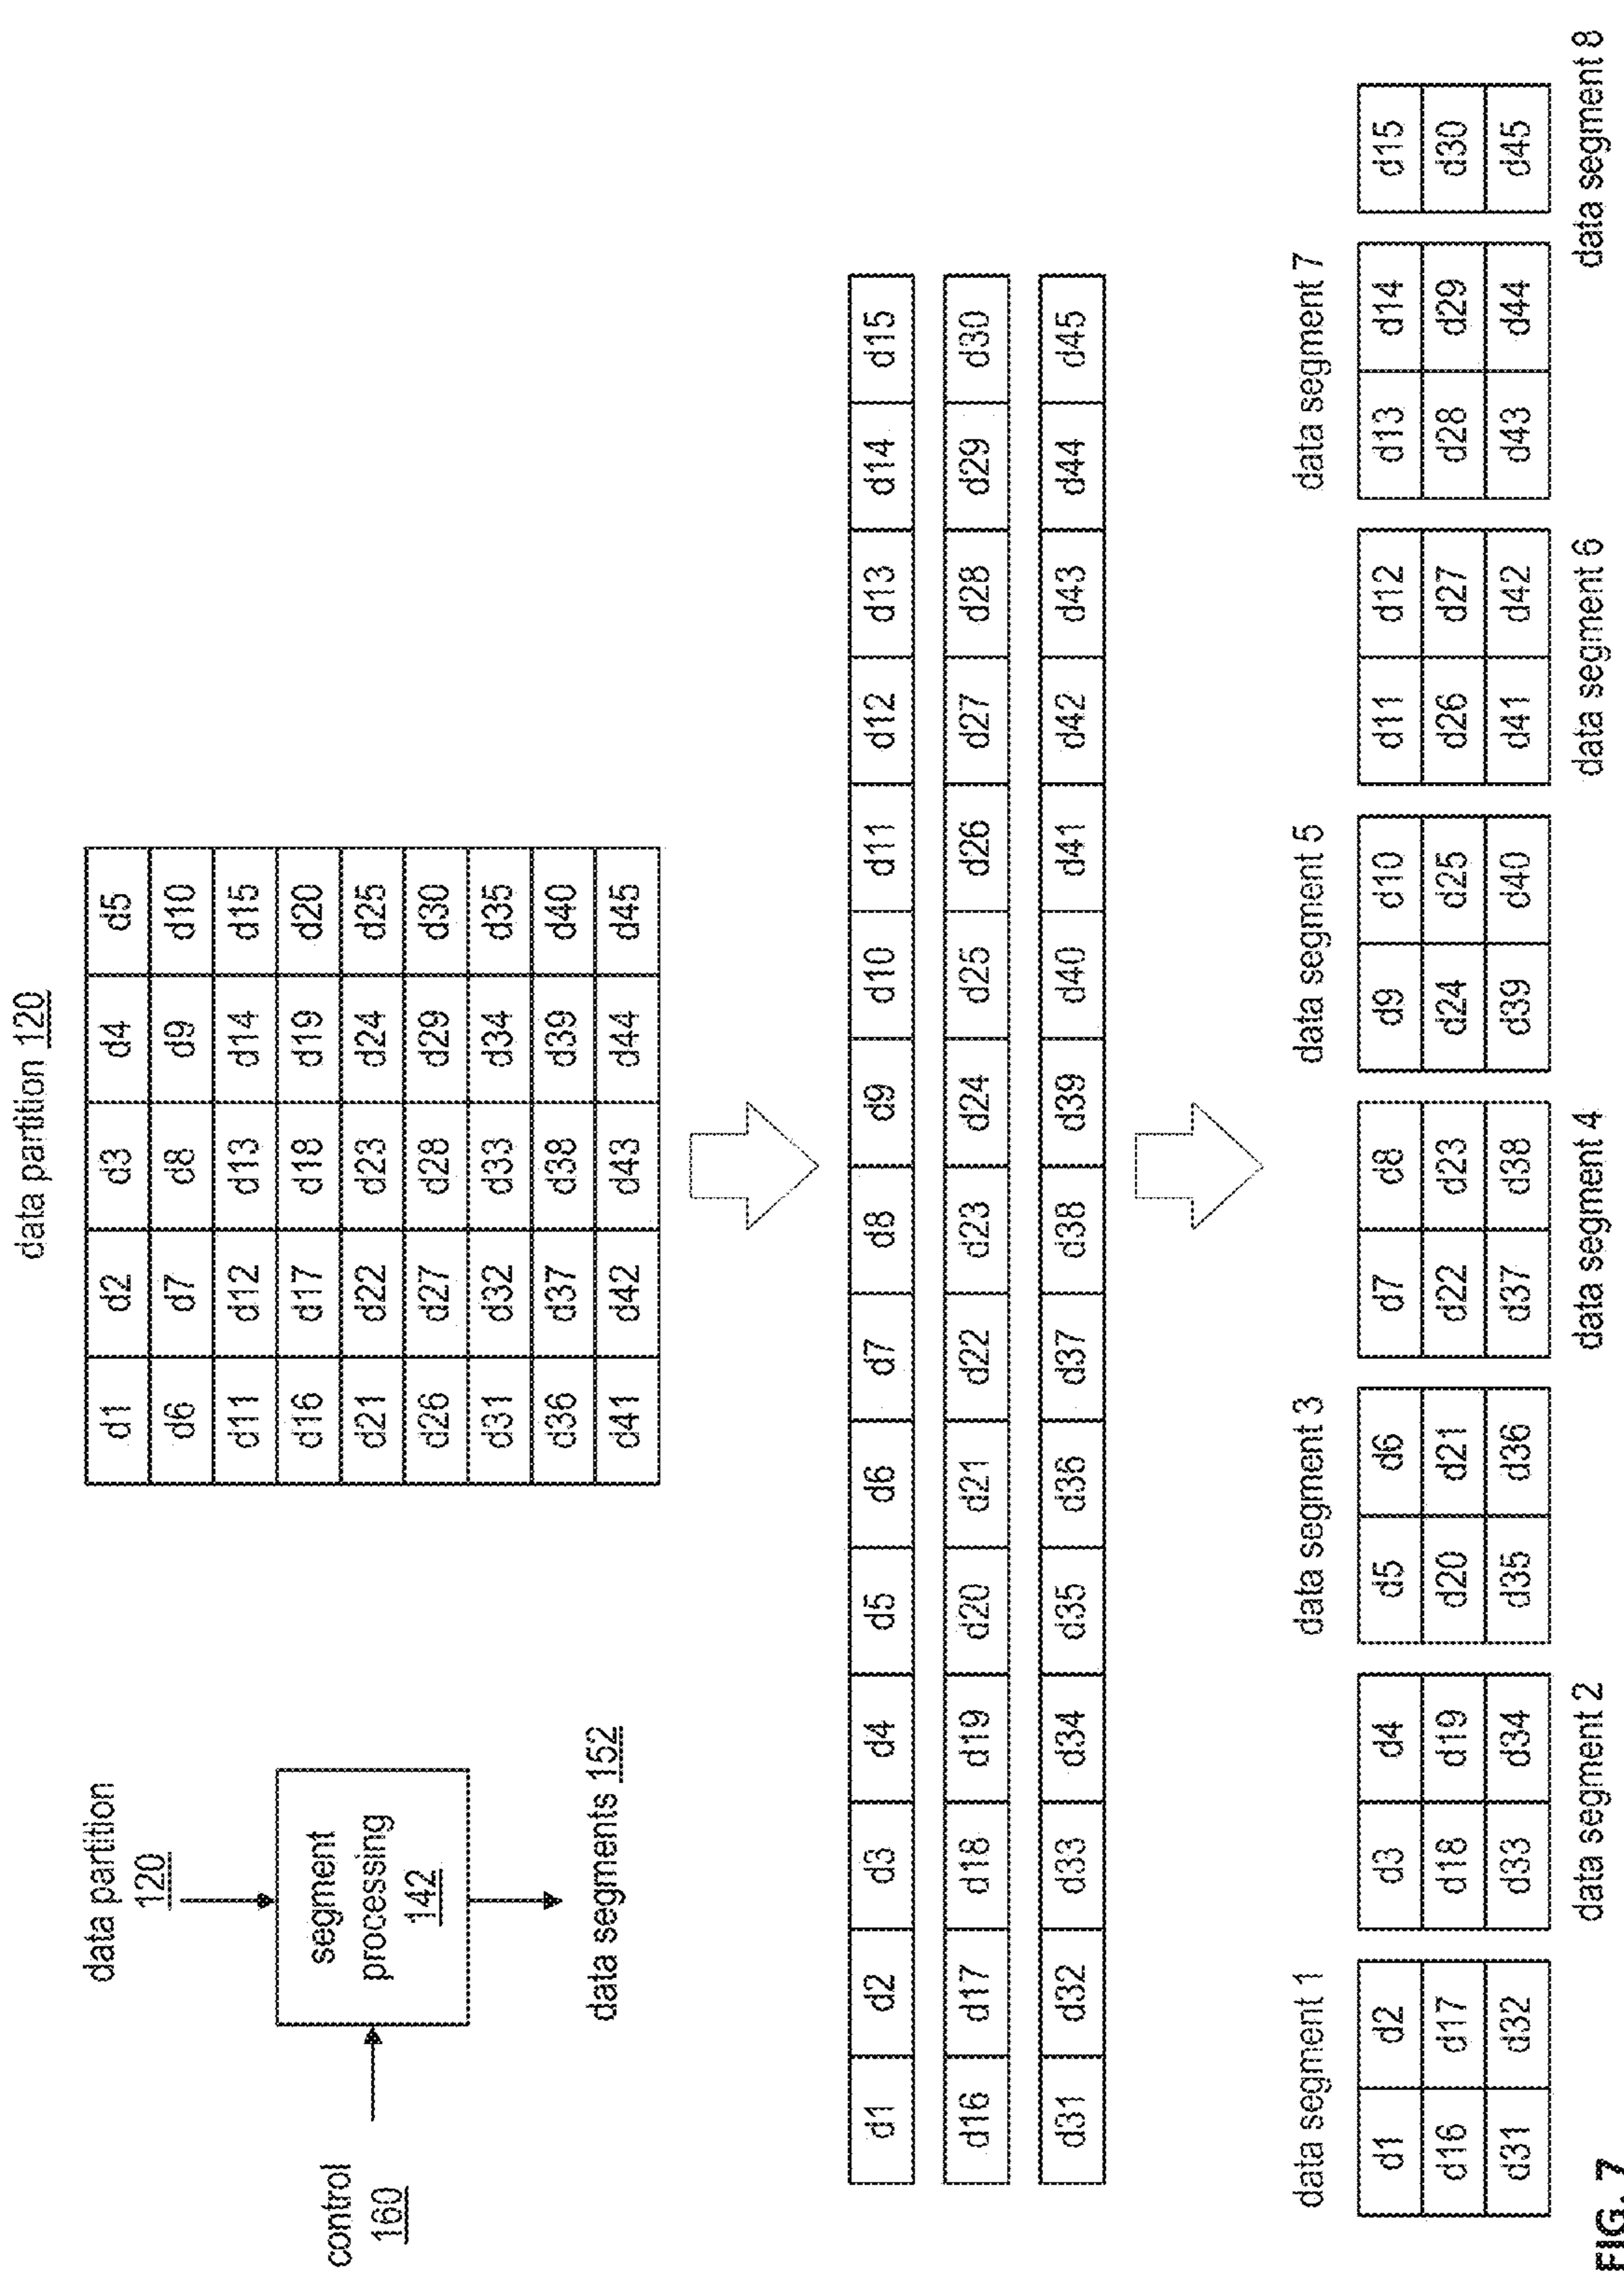 data partition
120
control
160
segment
processing
142
data segments 152
data partition 120
d1 d2 d3 d4 d5
d6 d7 d8 d9 d10
d11 d12 d13 d14 d15
d16 d17 d18 d19 d20
d21 d22 d23 d24 d25
d26 d27 d28 d29 d30
d31 d32 d33 d34 d35
d36 d37 d38 d39 d40
d41 d42 d43 d44 d45
d1 d2 d3 d4 d5 d6 d7 d8 d9 d10 d11 d12 d13 d14 d15
d16 d17 d18 d19 d20 d21 d22 d23 d24 d25 d26 d27 d28 d29 d30
d31 d32 d33 d34 d35 d36 d37 d38 d39 d40 d41 d42 d43 d44 d45
data segment 1 data segment 3 data segment 5 data segment 7
d1 d2 d3 d4 d5 d6 d7 d8 d9 d10 d11 d12 d13 d14 d15
d16 d17 d18 d19 d20 d21 d22 d23 d24 d25 d26 d27 d28 d29 d30
d31 d32 d33 d34 d35 d36 d37 d38 d39 d40 d41 d42 d43 d44 d45
data segment 2 data segment 4 data segment 6 data segment 8
FIG. 7